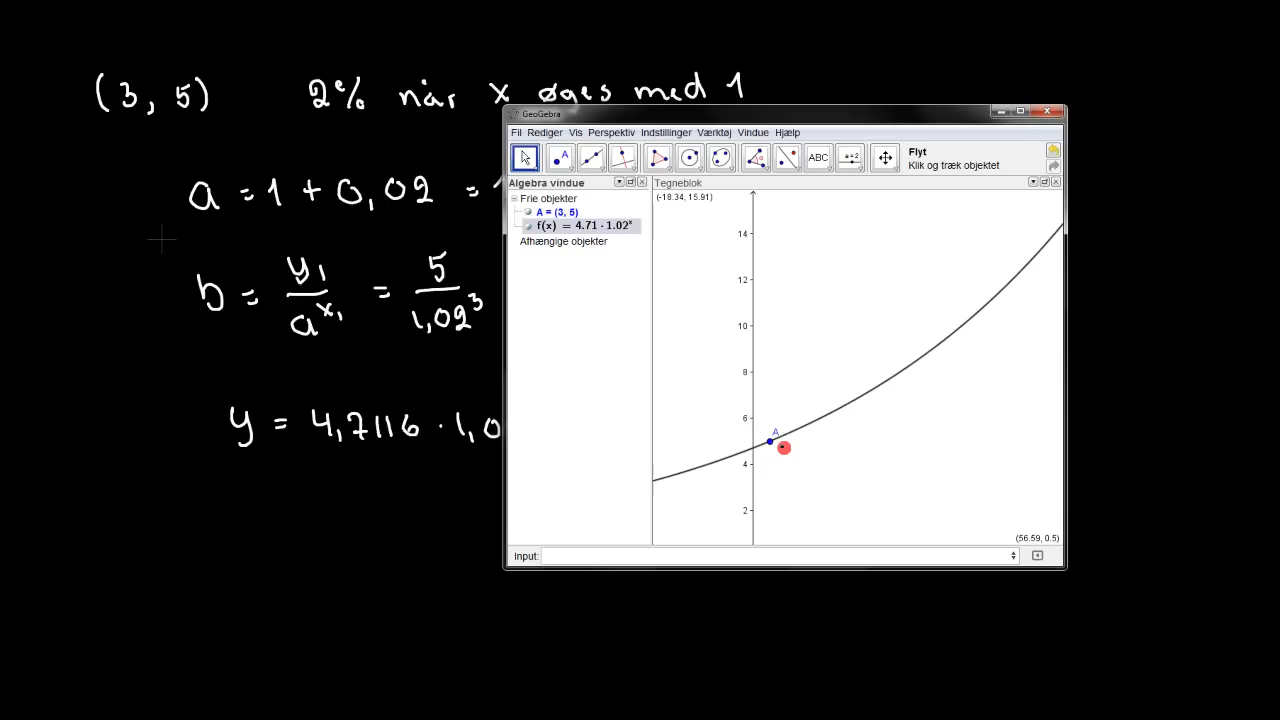 (3, 5) 2% når x øges med 1
a = 1 + 0,02 =
b = y₁/a^x₁ = 5/1,02³
y = 4,7116 · 1,0
GeoGebra
Fil Rediger Vis Perspektiv Indstillinger Værktøj Vindue Hjælp
A α ABC a=2
Flyt
Klik og træk objektet
Algebra vindue
Tegneblok
Frie objekter
A = (3, 5)
f(x) = 4.71 · 1.02ˣ
Afhængige objekter
(-18.34, 15.91)
14
12
10
8
6
A
4
2
(56.59, 0.5)
Input: